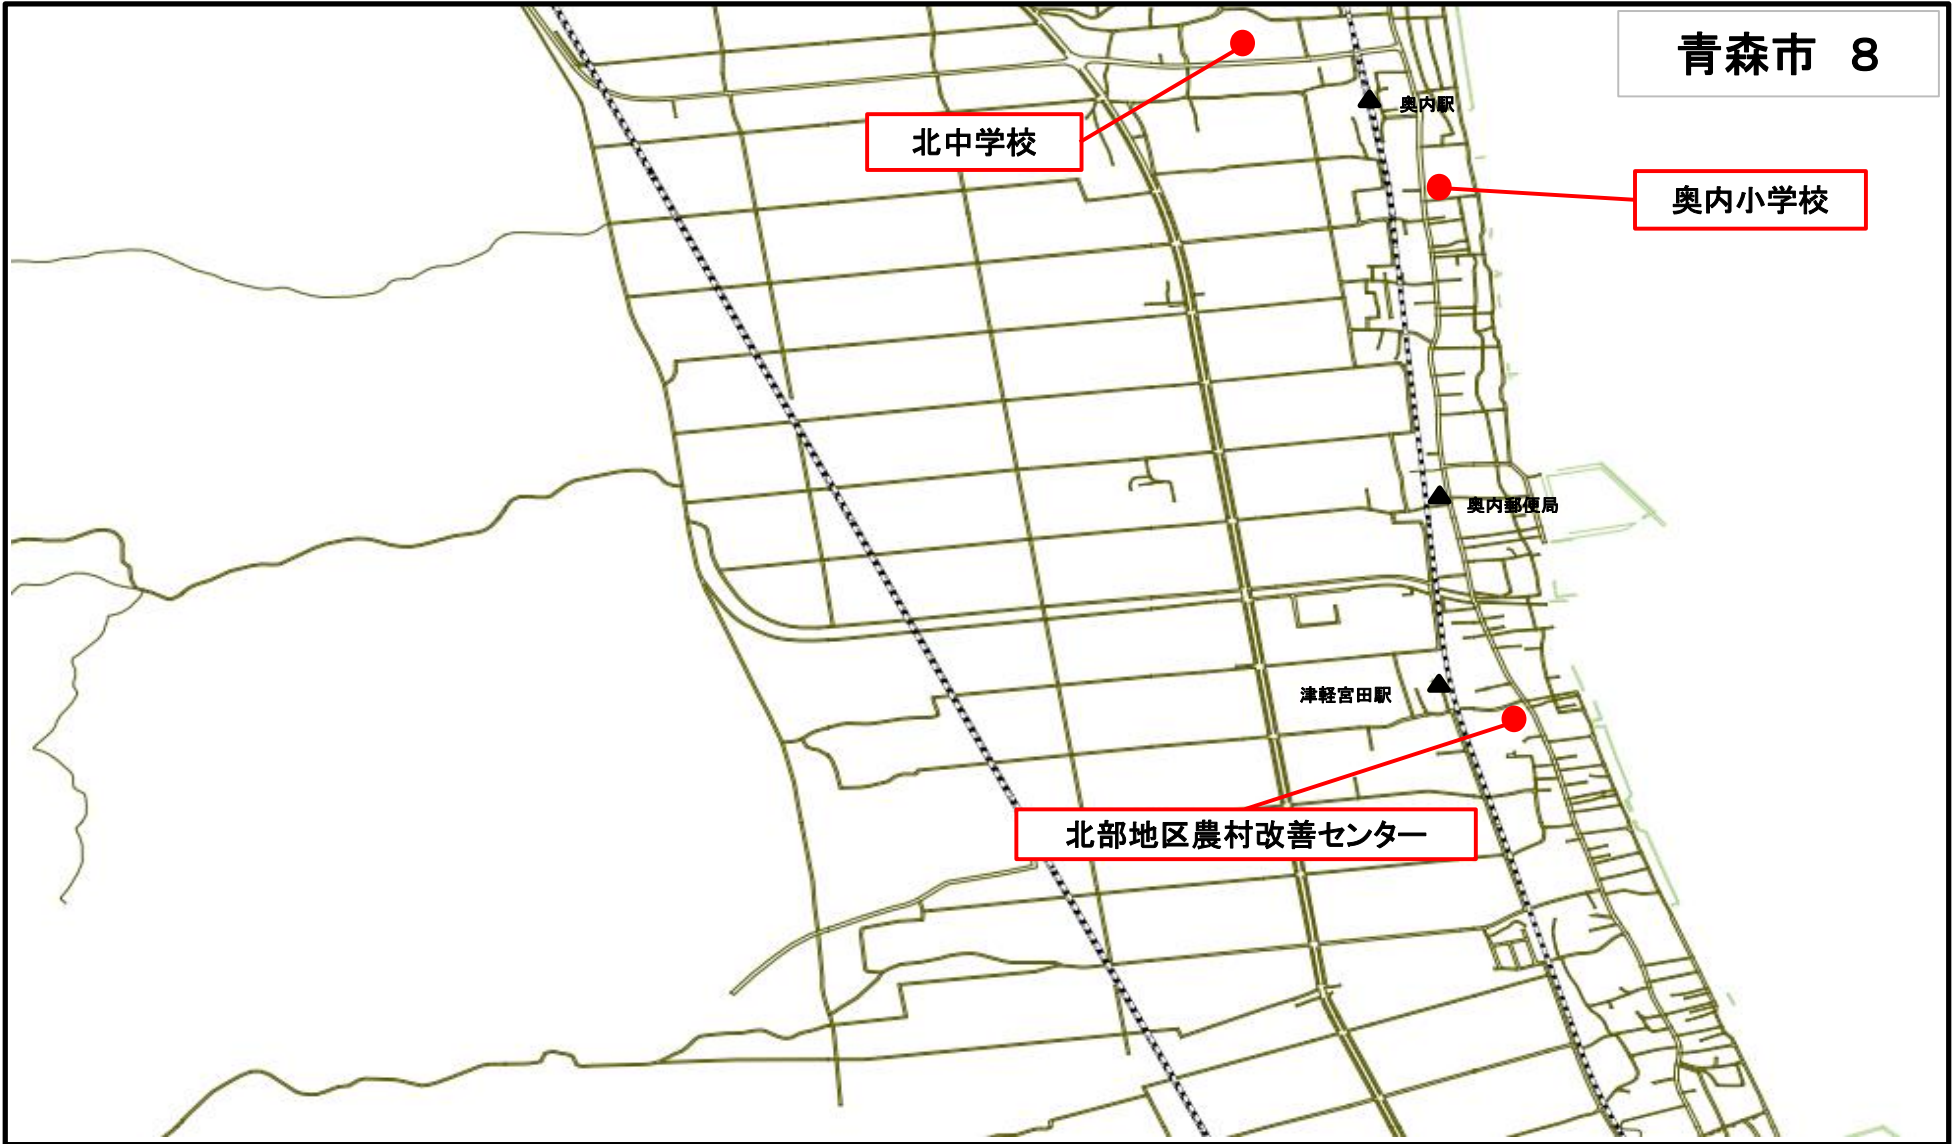 青森市 8
奥内駅
北中学校
奥内小学校
奥内郵便局
津軽宮田駅
北部地区農村改善センター